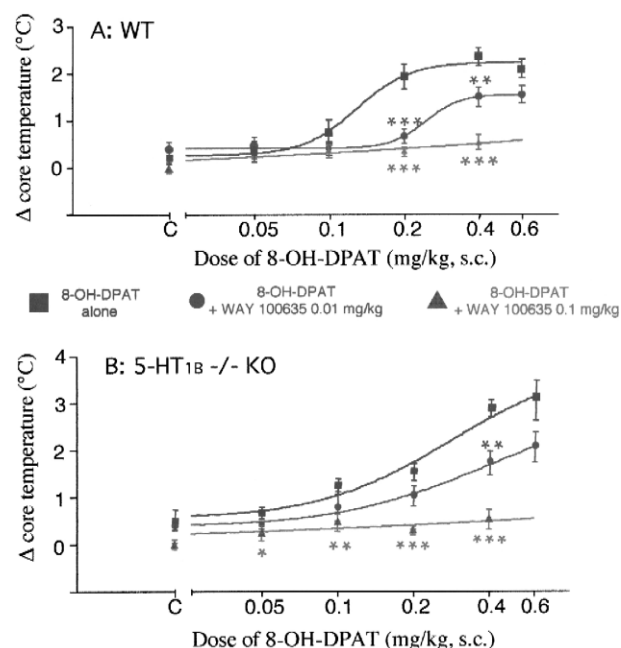 A: WT
Δ core temperature (°C)
3
2
1
0
**
***
***
***
C 0.05 0.1 0.2 0.4 0.6
Dose of 8-OH-DPAT (mg/kg, s.c.)
8-OH-DPAT
alone
8-OH-DPAT
+ WAY 100635 0.01 mg/kg
8-OH-DPAT
+ WAY 100635 0.1 mg/kg
B: 5-HT1B -/- KO
Δ core temperature (°C)
4
3
2
1
0
**
* ** *** ***
C 0.05 0.1 0.2 0.4 0.6
Dose of 8-OH-DPAT (mg/kg, s.c.)